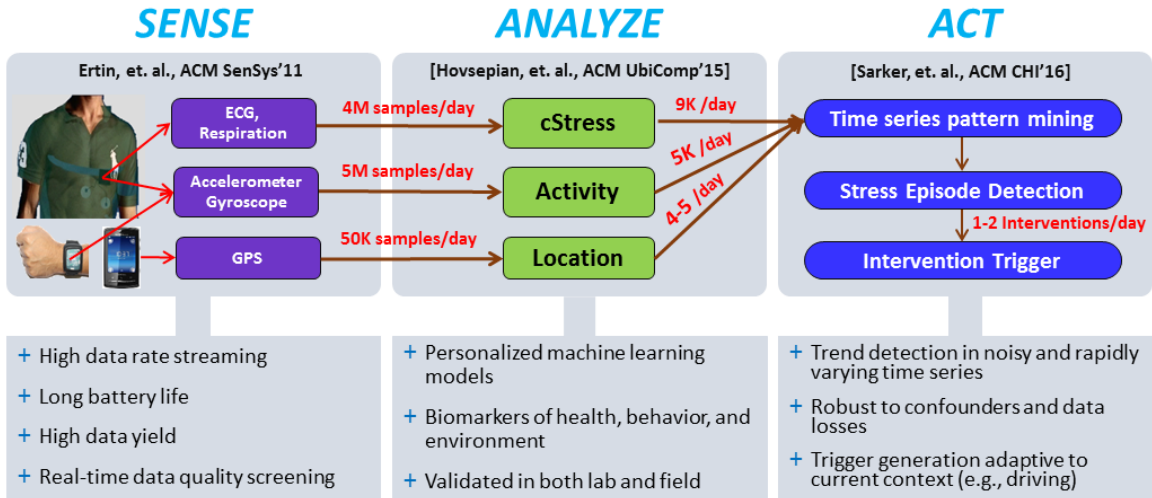 SENSE
ANALYZE
ACT
Ertin, et. al., ACM SenSys'11
[Hovsepian, et. al., ACM UbiComp'15]
[Sarker, et. al., ACM CHI'16]
ECG,
Respiration
4M samples/day
cStress
9K /day
Time series pattern mining
Accelerometer
Gyroscope
5M samples/day
Activity
5K /day
Stress Episode Detection
1-2 Interventions/day
GPS
50K samples/day
Location
4-5 /day
Intervention Trigger
+ High data rate streaming
+ Long battery life
+ High data yield
+ Real-time data quality screening
+ Personalized machine learning
models
+ Biomarkers of health, behavior, and
environment
+ Validated in both lab and field
+ Trend detection in noisy and rapidly
varying time series
+ Robust to confounders and data
losses
+ Trigger generation adaptive to
current context (e.g., driving)